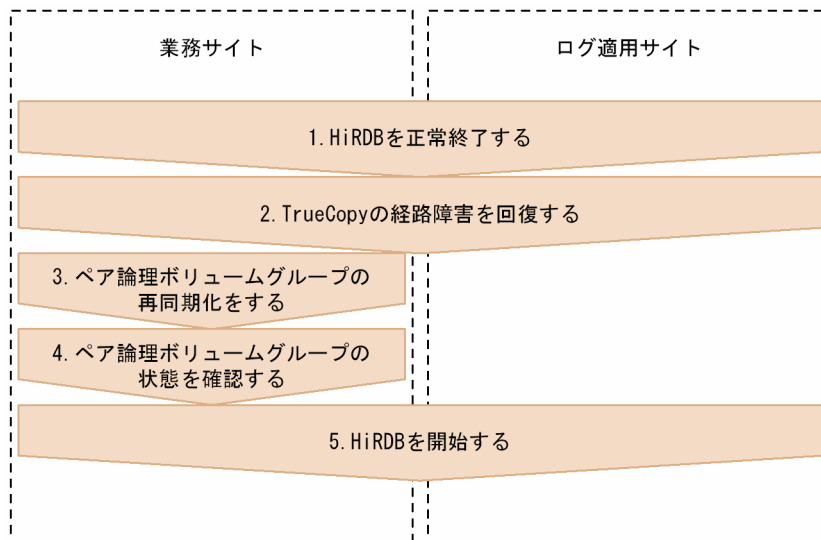 業務サイト
ログ適用サイト
1.HiRDBを正常終了する
2.TrueCopyの経路障害を回復する
3.ペア論理ボリュームグループの
再同期化をする
4.ペア論理ボリュームグループの
状態を確認する
5.HiRDBを開始する